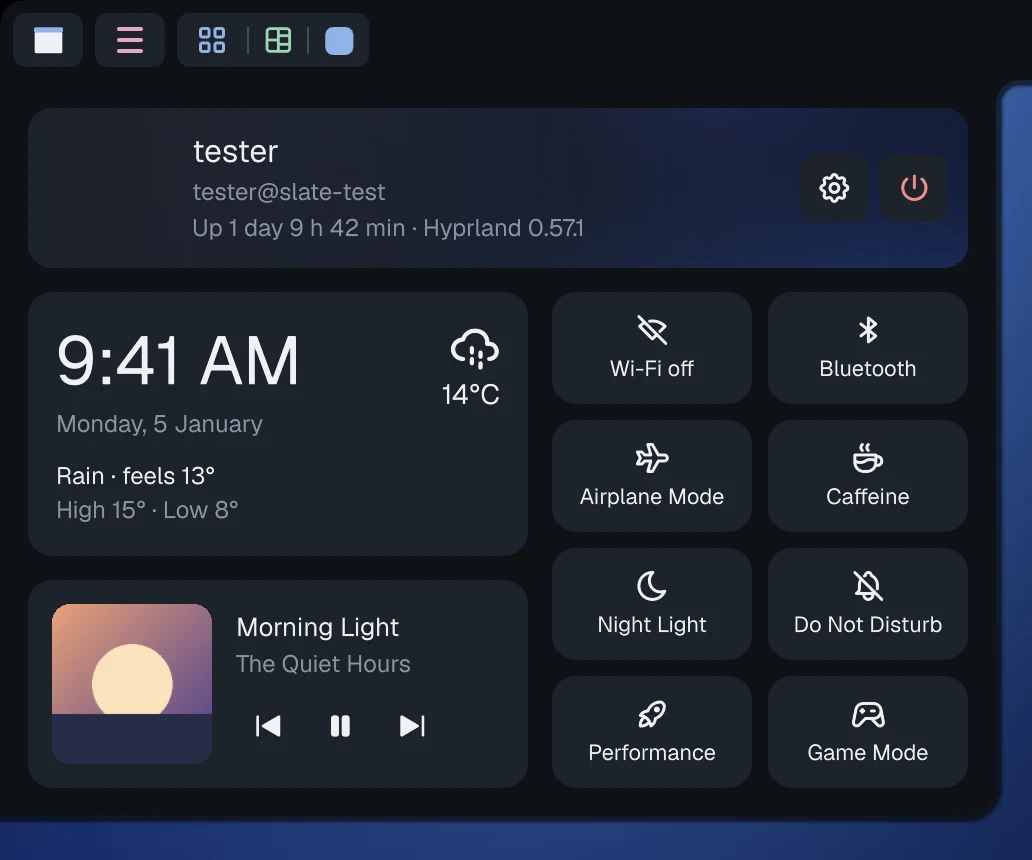 tester
tester@slate-test
Up 1 day 9 h 42 min · Hyprland 0.57.1
9:41 AM
14°C
Monday, 5 January
Rain · feels 13°
High 15° · Low 8°
Morning Light
The Quiet Hours
Wi-Fi off
Bluetooth
Airplane Mode
Caffeine
Night Light
Do Not Disturb
Performance
Game Mode